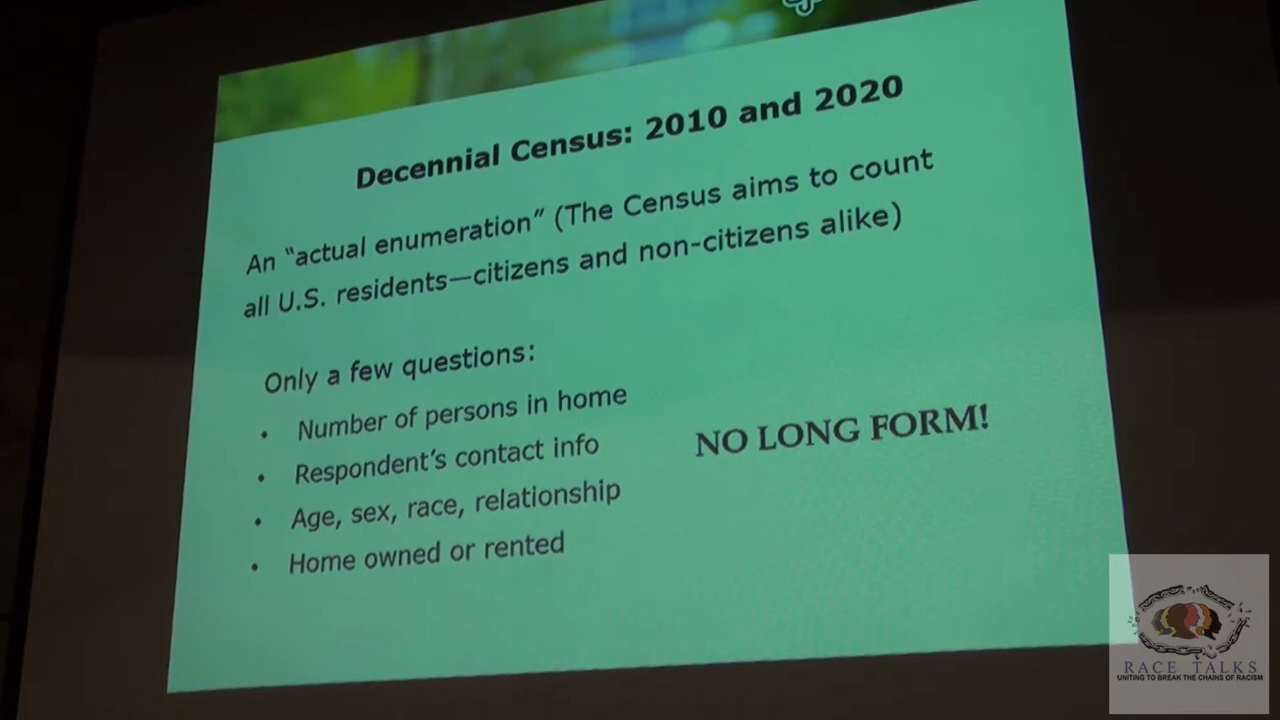 Decennial Census: 2010 and 2020
An “actual enumeration” (The Census aims to count
all U.S. residents—citizens and non-citizens alike)
Only a few questions:
• Number of persons in home
• Respondent’s contact info
• Age, sex, race, relationship
• Home owned or rented
NO LONG FORM!
RACE TALKS
UNITING TO BREAK THE CHAINS OF RACISM